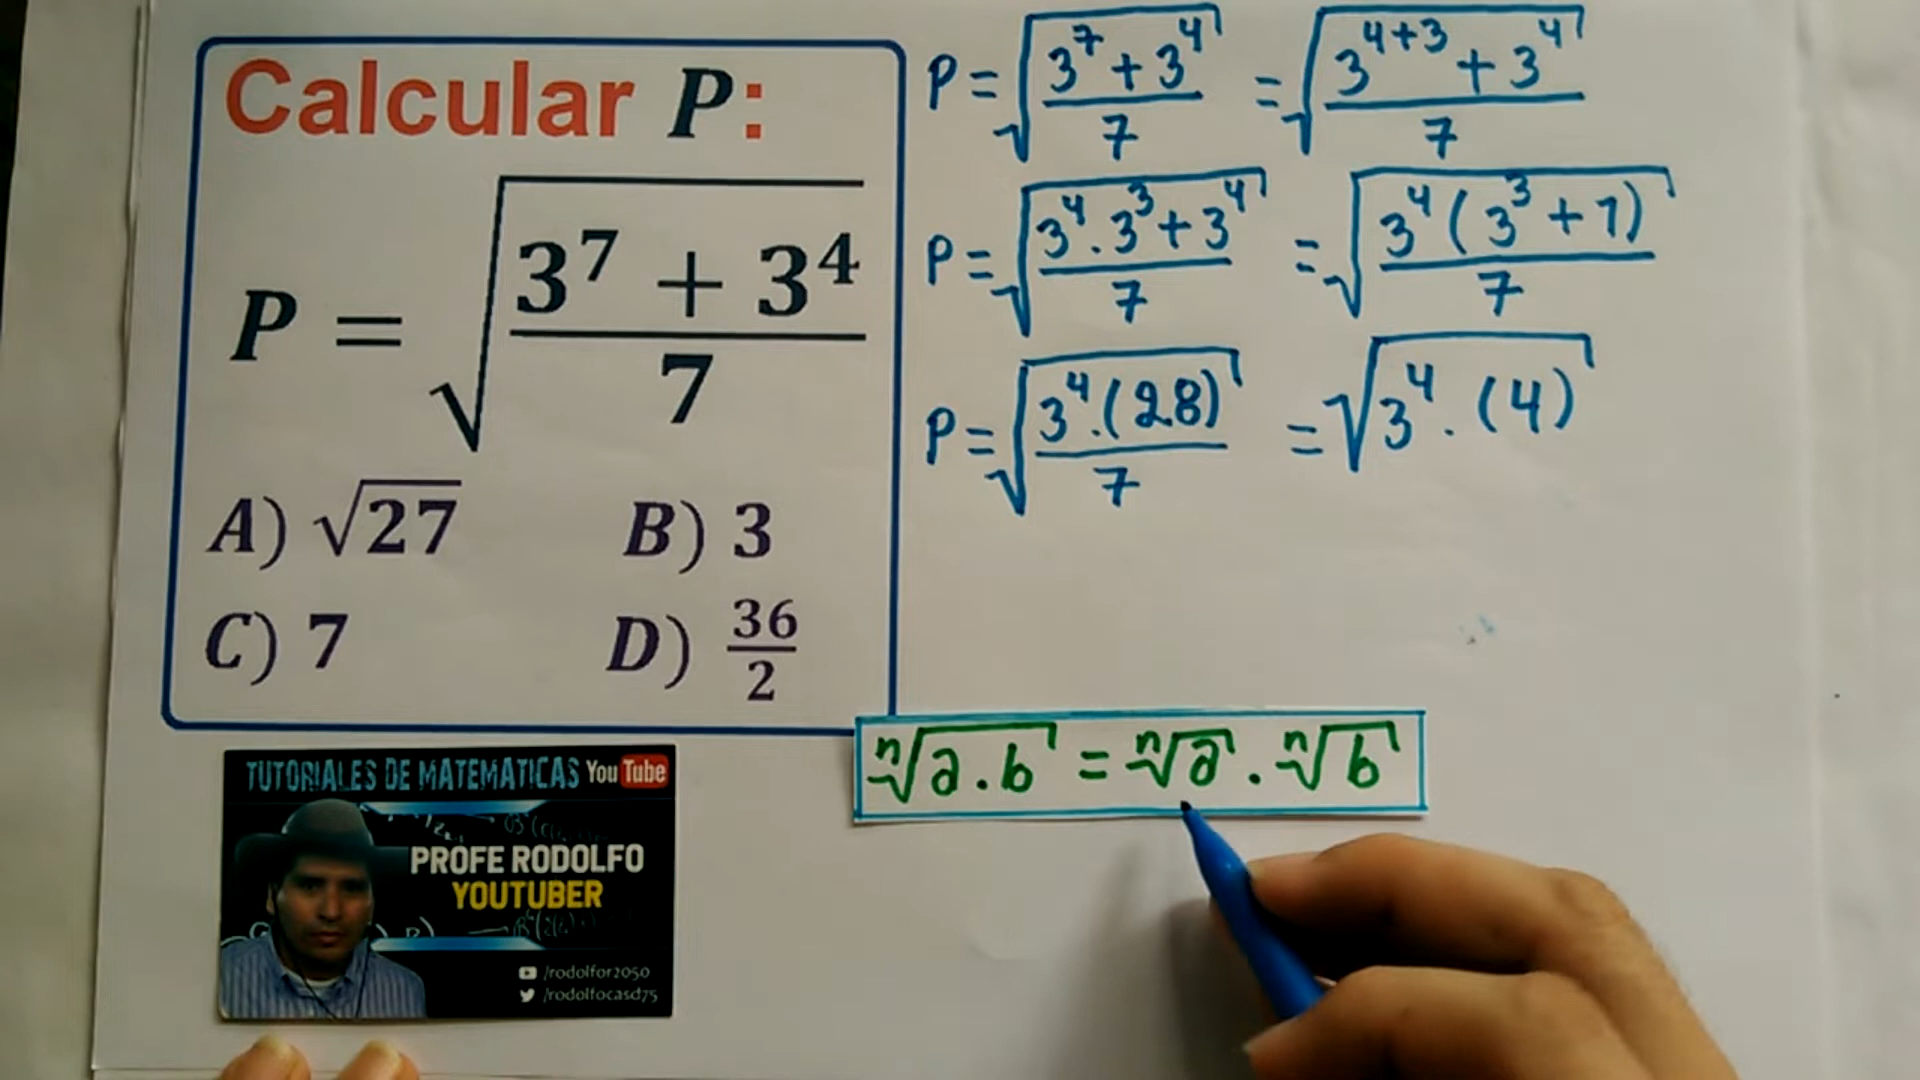 Calcular P:
P = √((3⁷ + 3⁴)/7)
A) √27 B) 3
C) 7 D) 36/2
P = √((3⁷ + 3⁴)/7) = √((3⁴⁺³ + 3⁴)/7)
P = √((3⁴ . 3³ + 3⁴)/7) = √((3⁴ (3³ + 1))/7)
P = √((3⁴ . (28))/7) = √(3⁴ . (4))
ⁿ√(a . b) = ⁿ√a . ⁿ√b
TUTORIALES DE MATEMATICAS YouTube
PROFE RODOLFO
YOUTUBER
/rodolfor2050
/rodolfocasd75